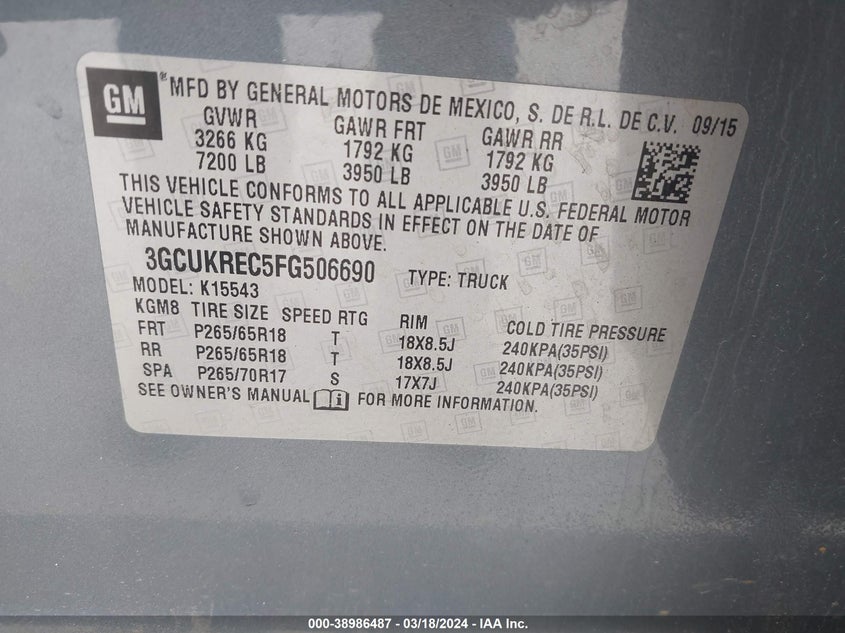 GM
® MFD BY GENERAL MOTORS DE MEXICO, S. DE R.L. DE C.V. 09/15
GVWR GAWR FRT GAWR RR
3266 KG 1792 KG 1792 KG
7200 LB 3950 LB 3950 LB
THIS VEHICLE CONFORMS TO ALL APPLICABLE U.S. FEDERAL MOTOR
VEHICLE SAFETY STANDARDS IN EFFECT ON THE DATE OF
MANUFACTURE SHOWN ABOVE.
3GCUKREC5FG506690 TYPE: TRUCK
MODEL: K15543
KGM8 TIRE SIZE SPEED RTG RIM COLD TIRE PRESSURE
FRT P265/65R18 T 18X8.5J 240KPA(35PSI)
RR P265/65R18 T 18X8.5J 240KPA(35PSI)
SPA P265/70R17 S 17X7J 240KPA(35PSI)
SEE OWNER'S MANUAL i FOR MORE INFORMATION.
000-38986487 - 03/18/2024 - IAA Inc.